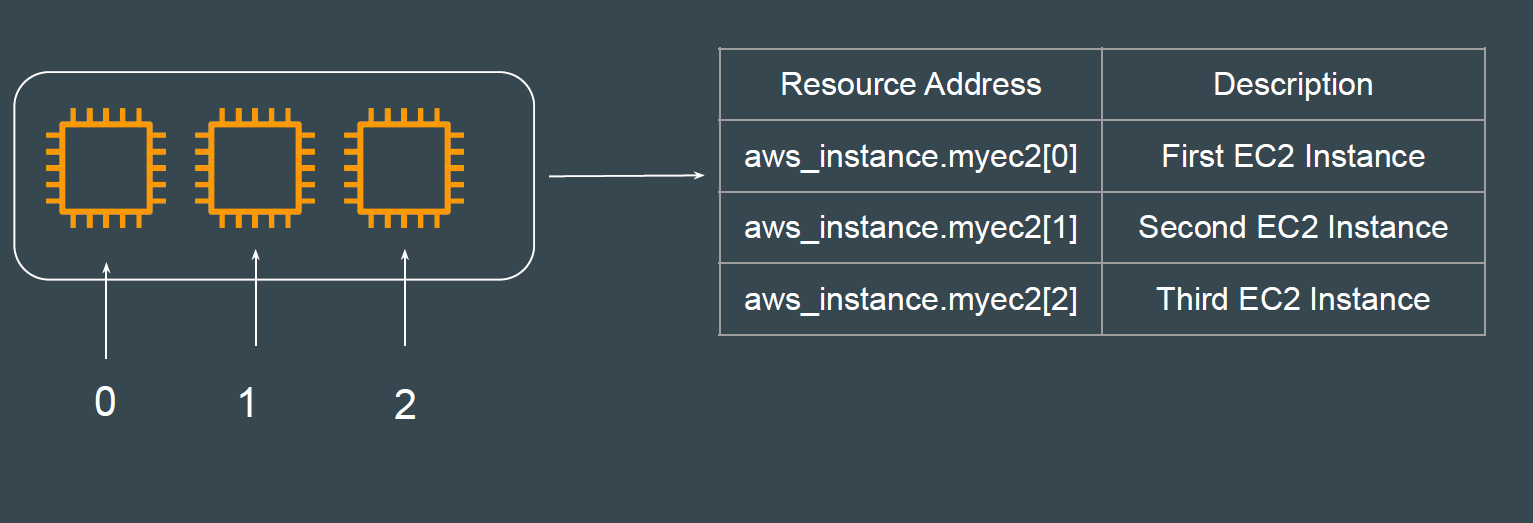 Resource Address Description
aws_instance.myec2[0] First EC2 Instance
aws_instance.myec2[1] Second EC2 Instance
aws_instance.myec2[2] Third EC2 Instance
0 1 2